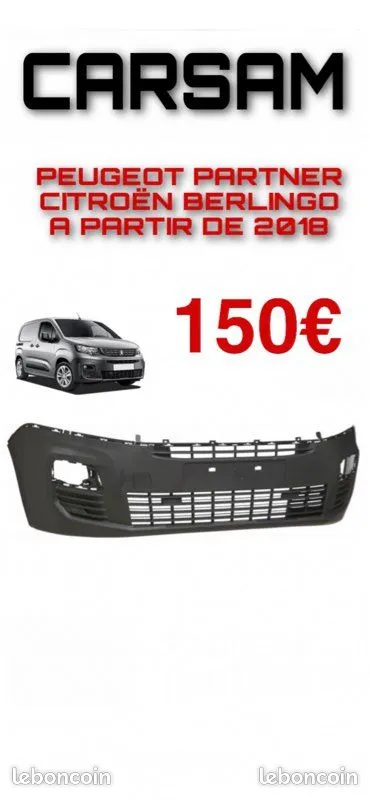 CARSAM
PEUGEOT PARTNER
CITROËN BERLINGO
A PARTIR DE 2018
150€
leboncoin
leboncoin